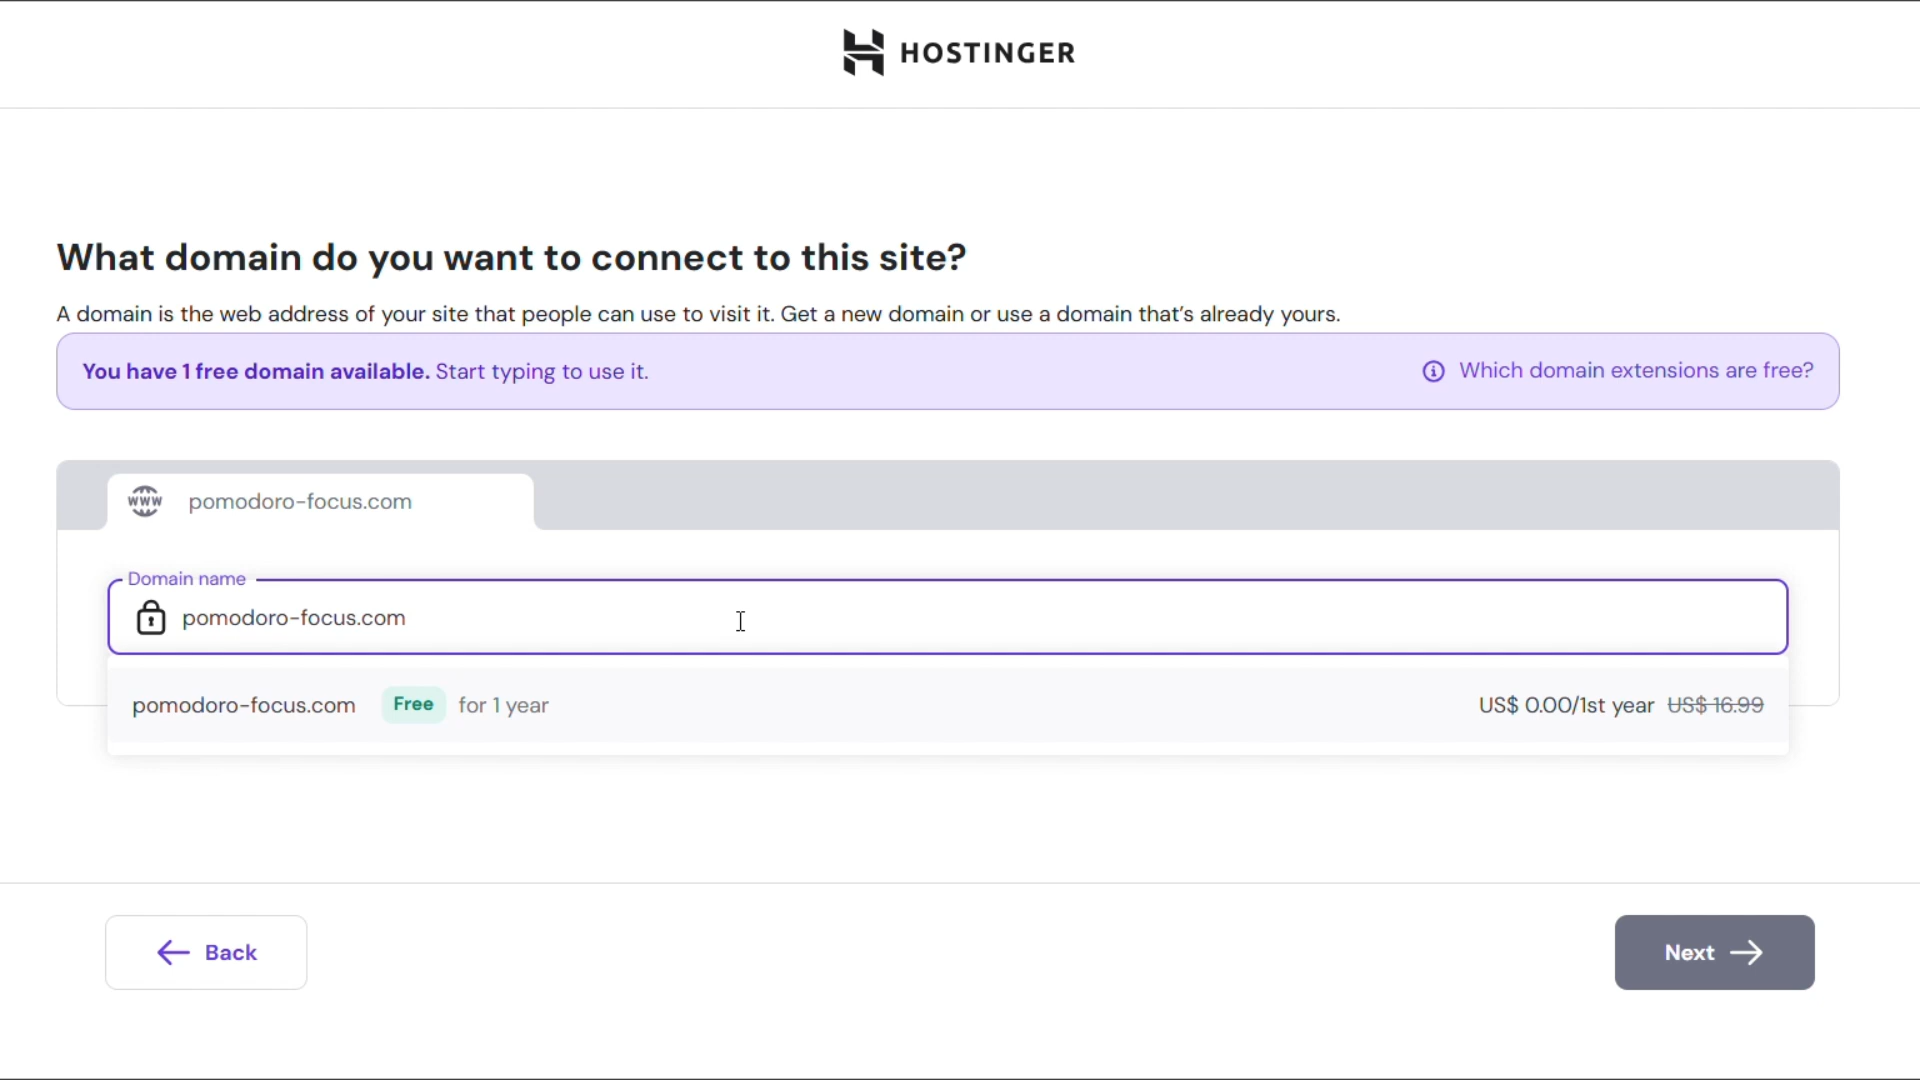 HOSTINGER
What domain do you want to connect to this site?
A domain is the web address of your site that people can use to visit it. Get a new domain or use a domain that's already yours.
You have 1 free domain available. Start typing to use it.
Which domain extensions are free?
www pomodoro-focus.com
Domain name
pomodoro-focus.com
pomodoro-focus.com Free for 1 year US$ 0.00/1st year US$ 16.99
Back
Next